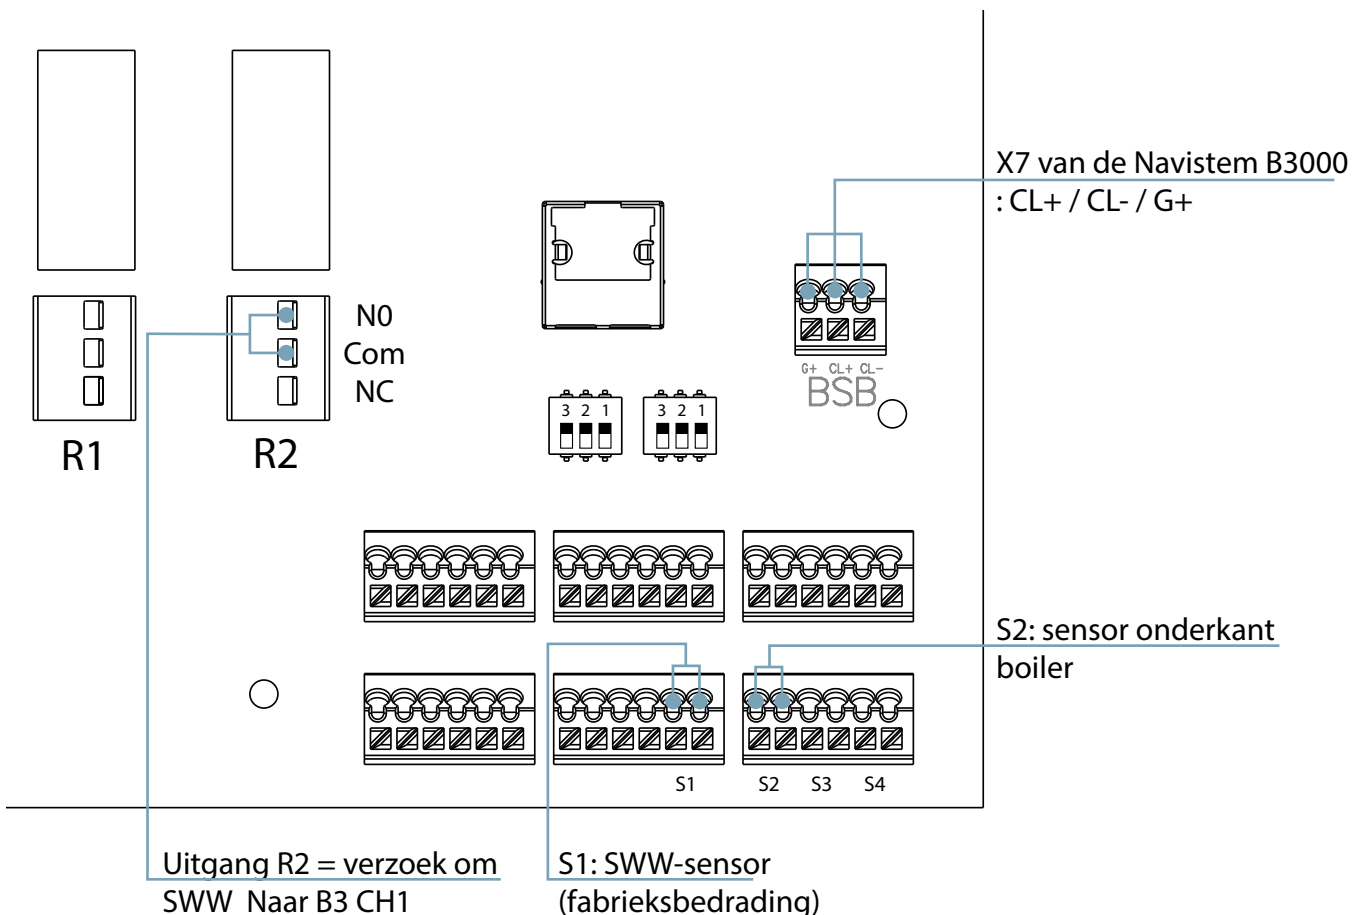 X7 van de Navistem B3000
: CL+ / CL- / G+
N0
Com
NC
R1
R2
G+ CL+ CL-
BSB
3 2 1
3 2 1
S2: sensor onderkant
boiler
S1
S2
S3
S4
Uitgang R2 = verzoek om
SWW Naar B3 CH1
S1: SWW-sensor
(fabrieksbedrading)